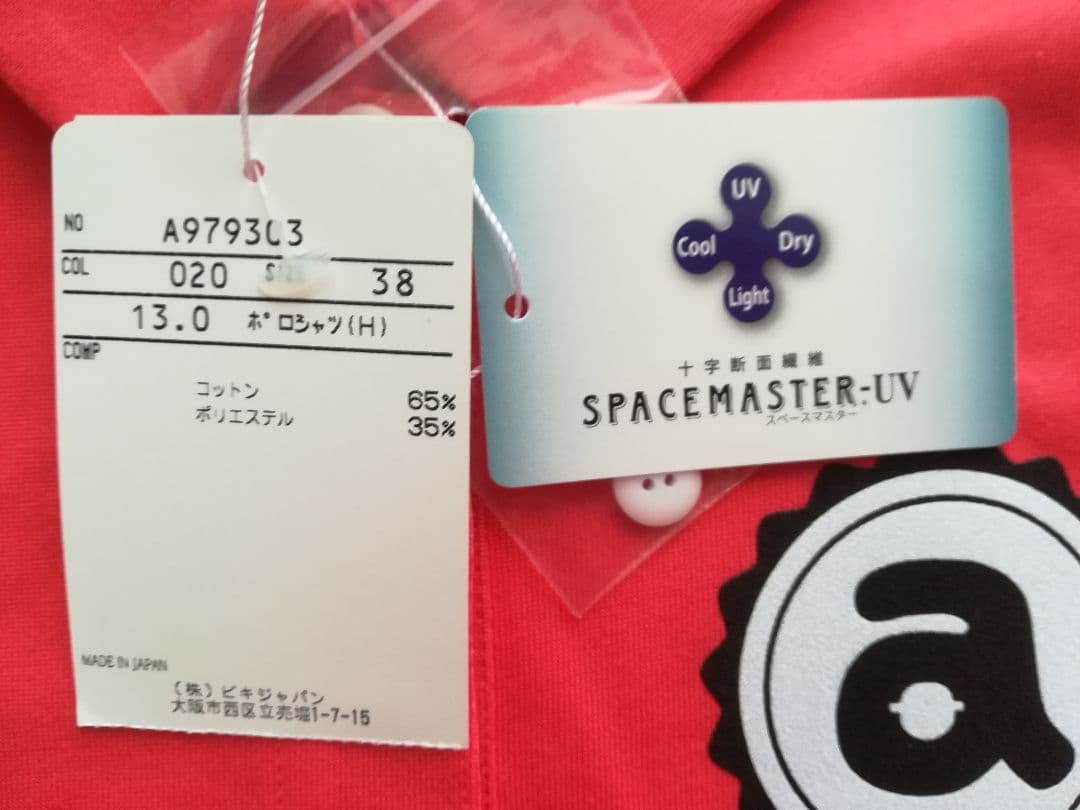 NO A979303
COL 020 SIZE 38
13.0 ポロシャツ(H)
COMP
コットン 65%
ポリエステル 35%
MADE IN JAPAN
(株)ビキジャパン
大阪市西区立売堀1-7-15
UV
Cool Dry
Light
十字断面繊維
SPACEMASTER-UV
スペースマスター
a